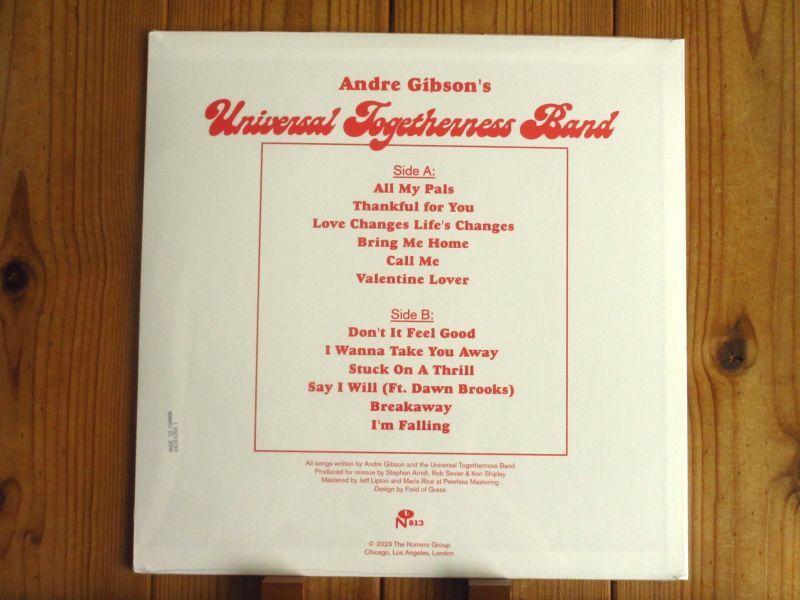 Andre Gibson's
Universal Togetherness Band
Side A:
All My Pals
Thankful for You
Love Changes Life's Changes
Bring Me Home
Call Me
Valentine Lover
Side B:
Don't It Feel Good
I Wanna Take You Away
Stuck On A Thrill
Say I Will (Ft. Dawn Brooks)
Breakaway
I'm Falling
All songs written by Andre Gibson and the Universal Togetherness Band
Produced for reissue by Stephen Arndt, Rob Sevier & Ken Shipley
Mastered by Jeff Lipton and Maria Rice at Peerless Mastering
Design by Field of Grass
N 813
© 2023 The Numero Group
Chicago, Los Angeles, London
MADE IN CANADA